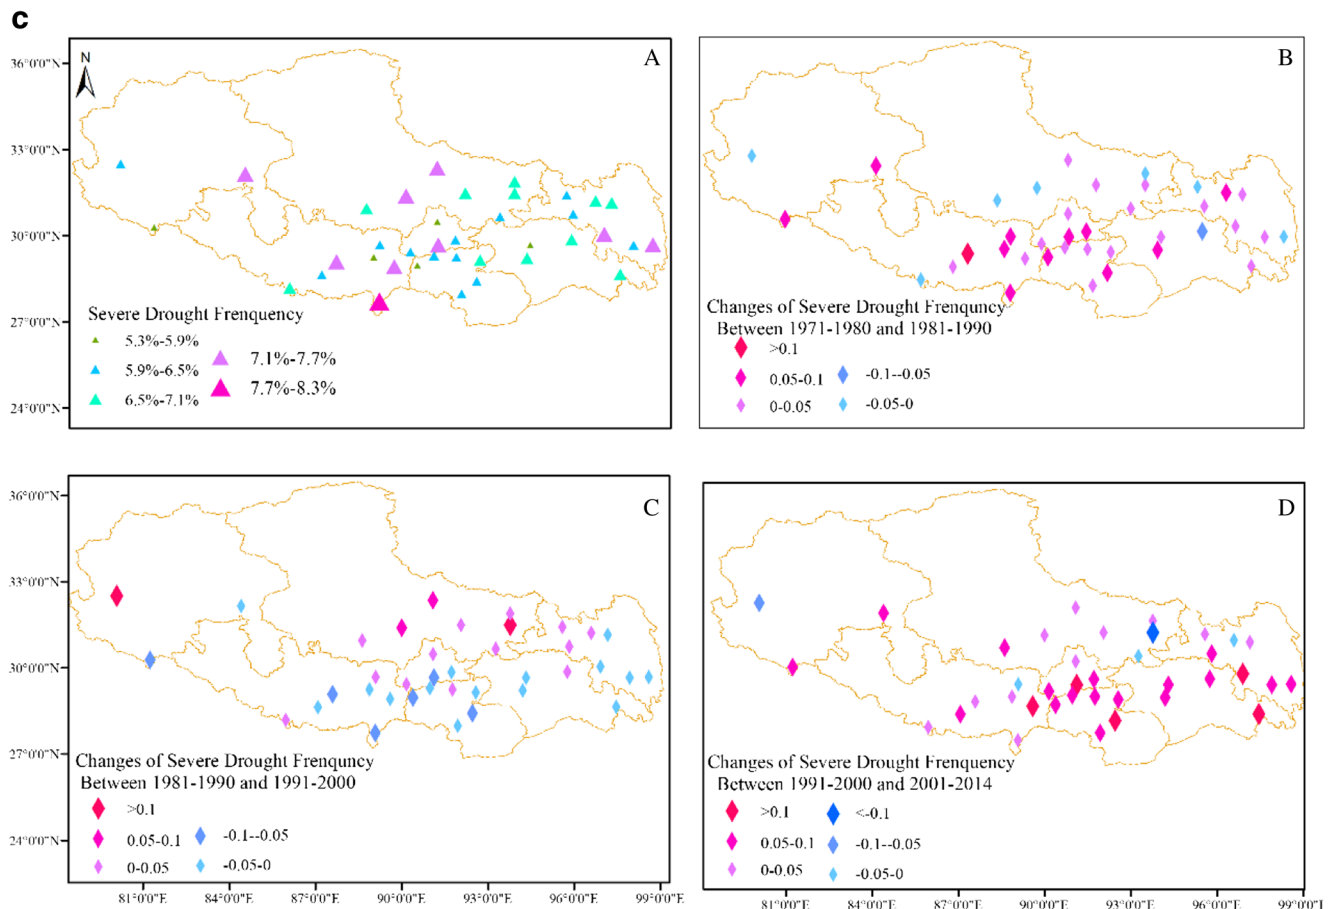 c
N
A
36°0'0"N
33°0'0"N
30°0'0"N
27°0'0"N
24°0'0"N
Severe Drought Frenquency
5.3%-5.9%
5.9%-6.5%
6.5%-7.1%
7.1%-7.7%
7.7%-8.3%
B
Changes of Severe Drought Frenquncy
Between 1971-1980 and 1981-1990
>0.1
0.05-0.1
0-0.05
-0.1--0.05
-0.05-0
C
36°0'0"N
33°0'0"N
30°0'0"N
27°0'0"N
24°0'0"N
Changes of Severe Drought Frenquncy
Between 1981-1990 and 1991-2000
>0.1
0.05-0.1
0-0.05
-0.1--0.05
-0.05-0
81°0'0"E
84°0'0"E
87°0'0"E
90°0'0"E
93°0'0"E
96°0'0"E
99°0'0"E
D
Changes of Severe Drought Frenquncy
Between 1991-2000 and 2001-2014
>0.1
0.05-0.1
0-0.05
<-0.1
-0.1--0.05
-0.05-0
81°0'0"E
84°0'0"E
87°0'0"E
90°0'0"E
93°0'0"E
96°0'0"E
99°0'0"E